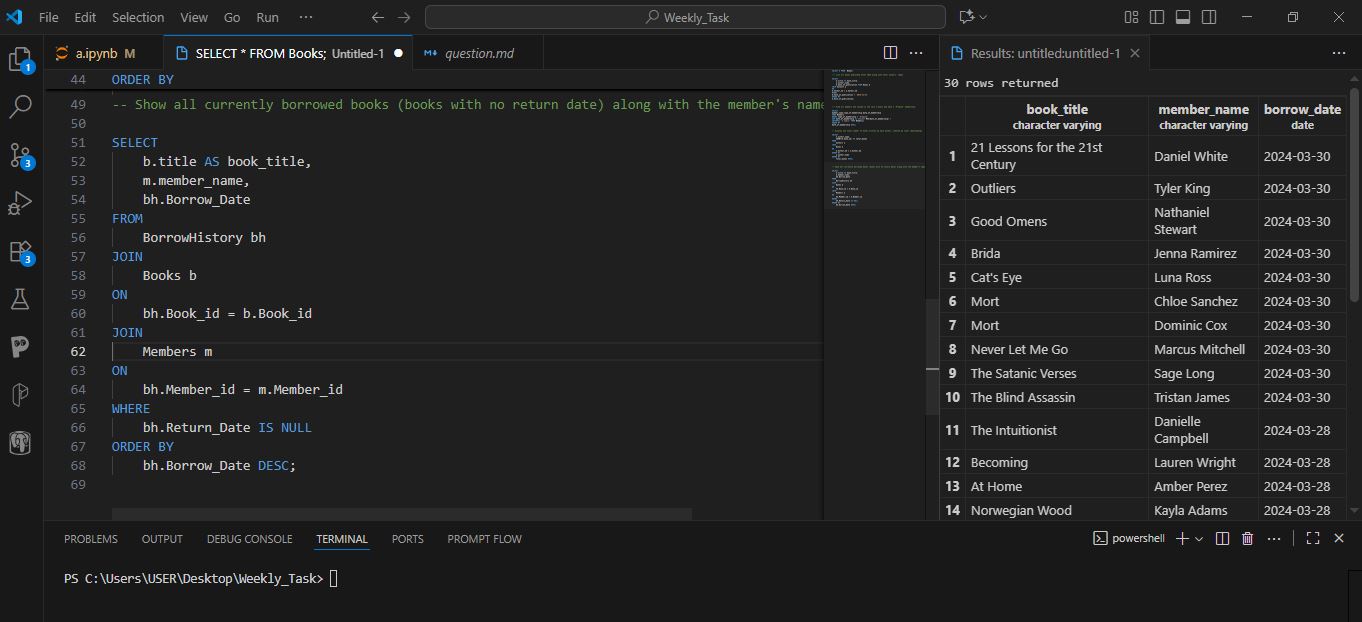 File Edit Selection View Go Run ··· Weekly_Task
a.ipynb M SELECT * FROM Books; Untitled-1 question.md
44 ORDER BY
49 -- Show all currently borrowed books (books with no return date) along with the member's name
50
51 SELECT
52 b.title AS book_title,
53 m.member_name,
54 bh.Borrow_Date
55 FROM
56 BorrowHistory bh
57 JOIN
58 Books b
59 ON
60 bh.Book_id = b.Book_id
61 JOIN
62 Members m
63 ON
64 bh.Member_id = m.Member_id
65 WHERE
66 bh.Return_Date IS NULL
67 ORDER BY
68 bh.Borrow_Date DESC;
69
1
3
3
Results: untitled:untitled-1
30 rows returned
book_title member_name borrow_date
character varying character varying date
1 21 Lessons for the 21st Century Daniel White 2024-03-30
2 Outliers Tyler King 2024-03-30
3 Good Omens Nathaniel Stewart 2024-03-30
4 Brida Jenna Ramirez 2024-03-30
5 Cat's Eye Luna Ross 2024-03-30
6 Mort Chloe Sanchez 2024-03-30
7 Mort Dominic Cox 2024-03-30
8 Never Let Me Go Marcus Mitchell 2024-03-30
9 The Satanic Verses Sage Long 2024-03-30
10 The Blind Assassin Tristan James 2024-03-30
11 The Intuitionist Danielle Campbell 2024-03-28
12 Becoming Lauren Wright 2024-03-28
13 At Home Amber Perez 2024-03-28
14 Norwegian Wood Kayla Adams 2024-03-28
PROBLEMS OUTPUT DEBUG CONSOLE TERMINAL PORTS PROMPT FLOW
powershell
PS C:\Users\USER\Desktop\Weekly_Task>